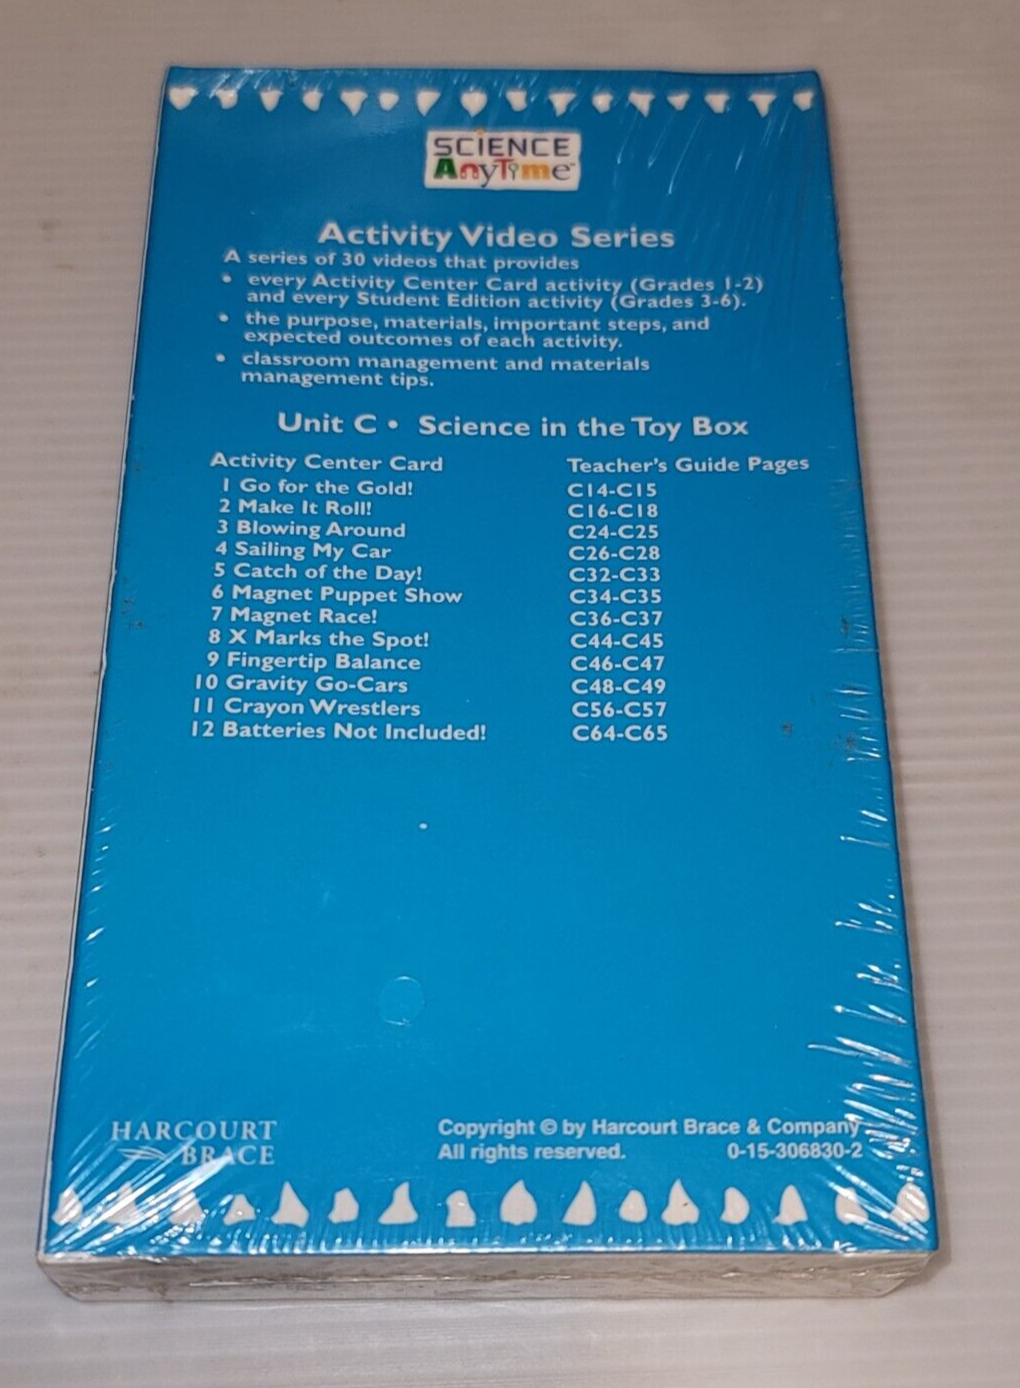 SCIENCE
AnyTime™
Activity Video Series
A series of 30 videos that provides
• every Activity Center Card activity (Grades 1-2)
and every Student Edition activity (Grades 3-6).
• the purpose, materials, important steps, and
expected outcomes of each activity.
• classroom management and materials
management tips.
Unit C • Science in the Toy Box
Activity Center Card Teacher's Guide Pages
1 Go for the Gold! C14-C15
2 Make It Roll! C16-C18
3 Blowing Around C24-C25
4 Sailing My Car C26-C28
5 Catch of the Day! C32-C33
6 Magnet Puppet Show C34-C35
7 Magnet Race! C36-C37
8 X Marks the Spot! C44-C45
9 Fingertip Balance C46-C47
10 Gravity Go-Cars C48-C49
11 Crayon Wrestlers C56-C57
12 Batteries Not Included! C64-C65
HARCOURT
BRACE
Copyright © by Harcourt Brace & Company
All rights reserved. 0-15-306830-2